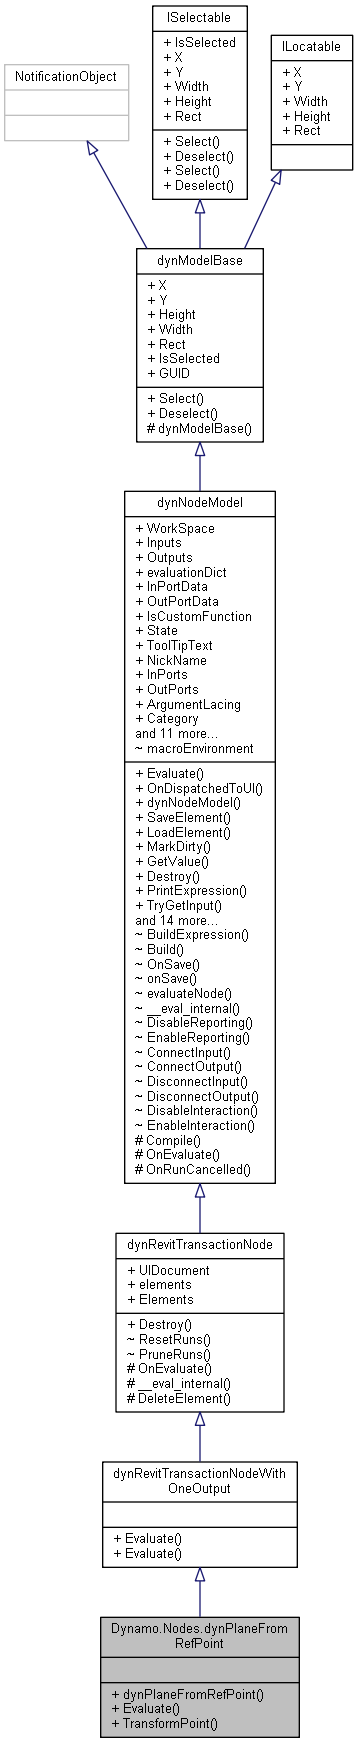 ISelectable
+ IsSelected
+ X
+ Y
+ Width
+ Height
+ Rect
+ Select()
+ Deselect()
+ Select()
+ Deselect()
ILocatable
+ X
+ Y
+ Width
+ Height
+ Rect
NotificationObject
dynModelBase
+ X
+ Y
+ Height
+ Width
+ Rect
+ IsSelected
+ GUID
+ Select()
+ Deselect()
# dynModelBase()
dynNodeModel
+ WorkSpace
+ Inputs
+ Outputs
+ evaluationDict
+ InPortData
+ OutPortData
+ IsCustomFunction
+ State
+ ToolTipText
+ NickName
+ InPorts
+ OutPorts
+ ArgumentLacing
+ Category
and 11 more...
~ macroEnvironment
+ Evaluate()
+ OnDispatchedToUI()
+ dynNodeModel()
+ SaveElement()
+ LoadElement()
+ MarkDirty()
+ GetValue()
+ Destroy()
+ PrintExpression()
+ TryGetInput()
and 14 more...
~ BuildExpression()
~ Build()
~ OnSave()
~ onSave()
~ evaluateNode()
~ __eval_internal()
~ DisableReporting()
~ EnableReporting()
~ ConnectInput()
~ ConnectOutput()
~ DisconnectInput()
~ DisconnectOutput()
~ DisableInteraction()
~ EnableInteraction()
# Compile()
# OnEvaluate()
# OnRunCancelled()
dynRevitTransactionNode
+ UIDocument
+ elements
+ Elements
+ Destroy()
~ ResetRuns()
~ PruneRuns()
# OnEvaluate()
# __eval_internal()
# DeleteElement()
dynRevitTransactionNodeWith
OneOutput
+ Evaluate()
+ Evaluate()
Dynamo.Nodes.dynPlaneFrom
RefPoint
+ dynPlaneFromRefPoint()
+ Evaluate()
+ TransformPoint()